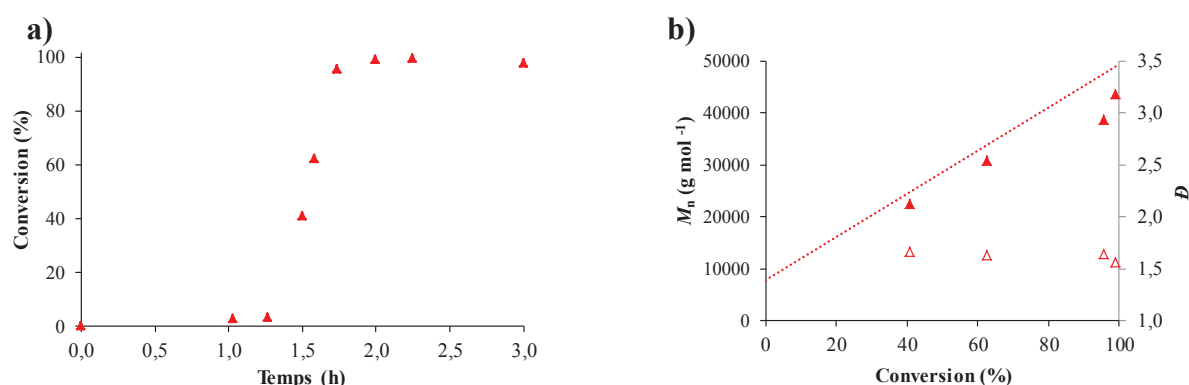 a)
100
80
60
40
20
0
Conversion (%)
0,0 0,5 1,0 1,5 2,0 2,5 3,0
Temps (h)
b)
50000
40000
30000
20000
10000
0
Mn (g mol -1)
3,5
3,0
2,5
2,0
1,5
1,0
Đ
0 20 40 60 80 100
Conversion (%)